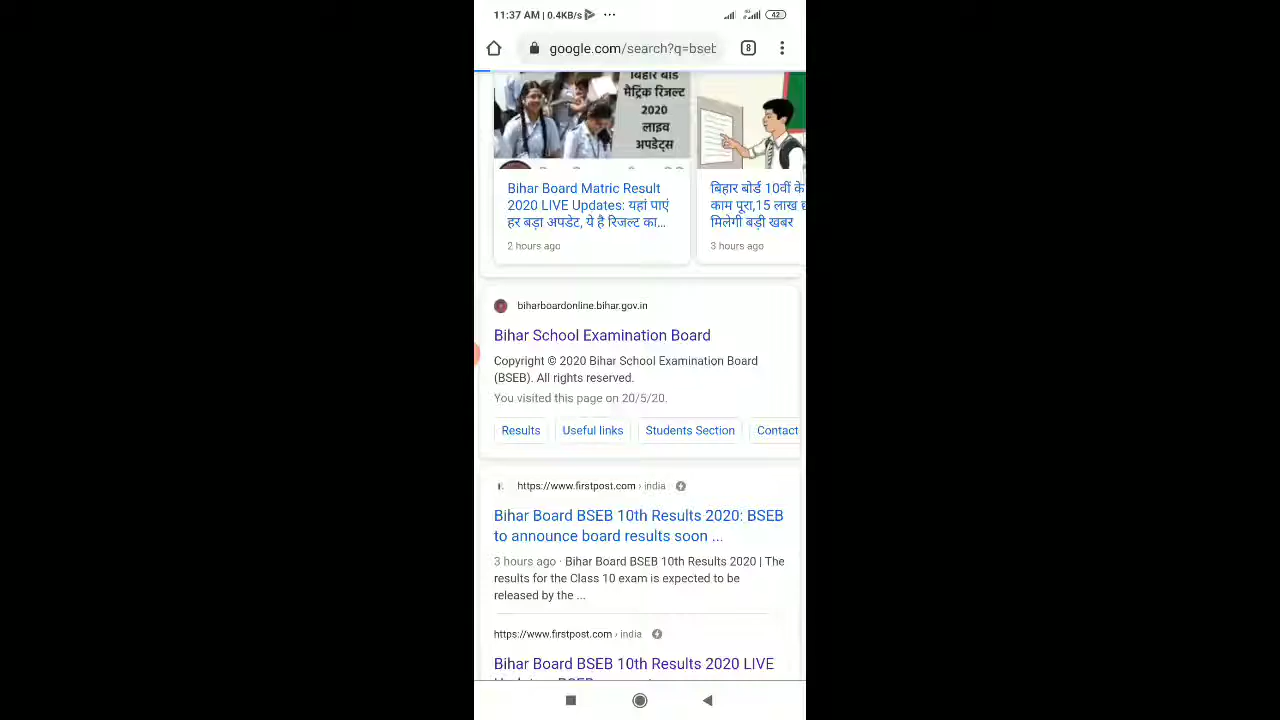 11:37 AM | 0.4KB/s ...
4G
42
google.com/search?q=bseb
8
बिहार बोर्ड
मैट्रिक रिजल्ट
2020
लाइव
अपडेट्स
Bihar Board Matric Result
2020 LIVE Updates: यहां पाएं
हर बड़ा अपडेट, ये है रिजल्ट का...
2 hours ago
बिहार बोर्ड 10वीं के
काम पूरा,15 लाख
मिलेगी बड़ी खबर
3 hours ago
biharboardonline.bihar.gov.in
Bihar School Examination Board
Copyright © 2020 Bihar School Examination Board
(BSEB). All rights reserved.
You visited this page on 20/5/20.
Results
Useful links
Students Section
Contact
https://www.firstpost.com › india
Bihar Board BSEB 10th Results 2020: BSEB
to announce board results soon ...
3 hours ago · Bihar Board BSEB 10th Results 2020 | The
results for the Class 10 exam is expected to be
released by the ...
https://www.firstpost.com › india
Bihar Board BSEB 10th Results 2020 LIVE